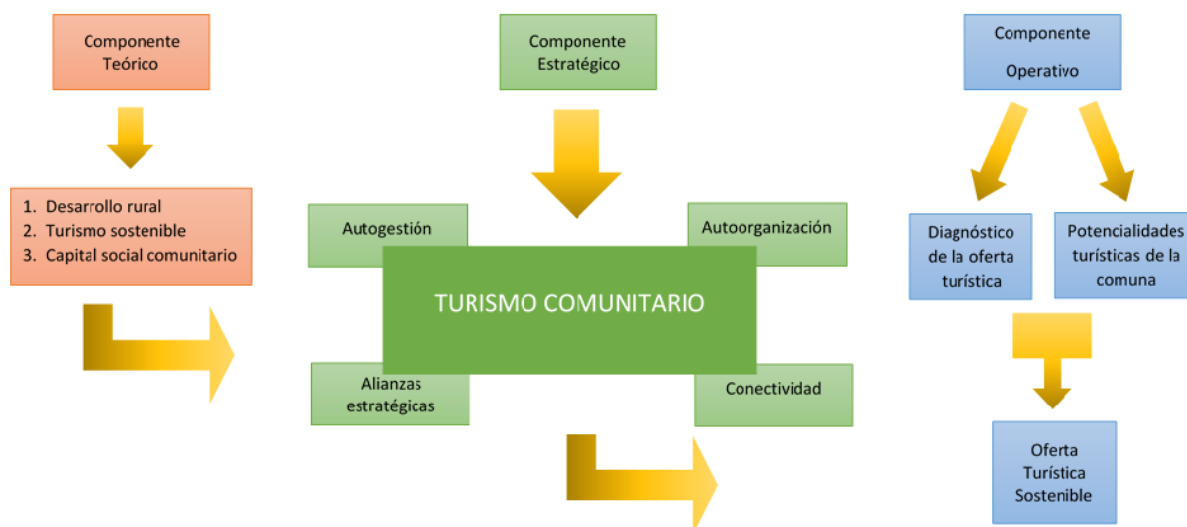 Componente
Teórico
1. Desarrollo rural
2. Turismo sostenible
3. Capital social comunitario
Componente
Estratégico
Autogestión
Autoorganización
TURISMO COMUNITARIO
Alianzas
estratégicas
Conectividad
Componente
Operativo
Diagnóstico
de la oferta
turística
Potencialidades
turísticas de la
comuna
Oferta
Turística
Sostenible